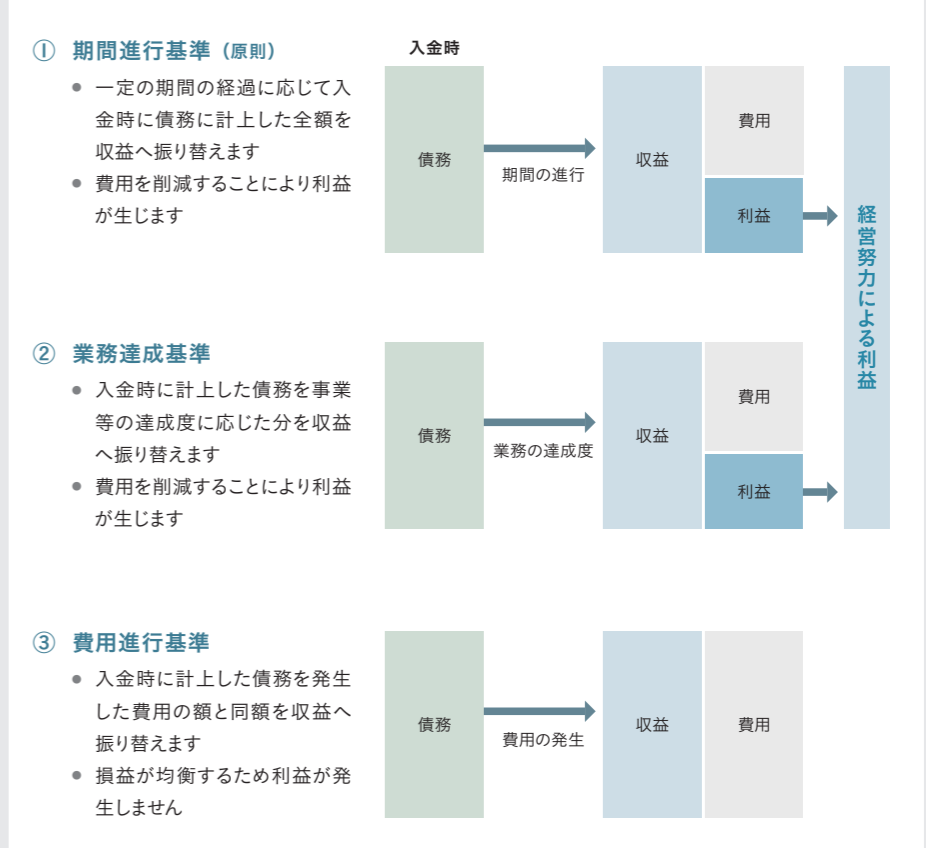 ① 期間進行基準（原則）
● 一定の期間の経過に応じて入
金時に債務に計上した全額を
収益へ振り替えます
● 費用を削減することにより利益
が生じます
入金時
債務
期間の進行
収益
費用
利益
経営努力による利益
② 業務達成基準
● 入金時に計上した債務を事業
等の達成度に応じた分を収益
へ振り替えます
● 費用を削減することにより利益
が生じます
債務
業務の達成度
収益
費用
利益
③ 費用進行基準
● 入金時に計上した債務を発生
した費用の額と同額を収益へ
振り替えます
● 損益が均衡するため利益が発
生しません
債務
費用の発生
収益
費用